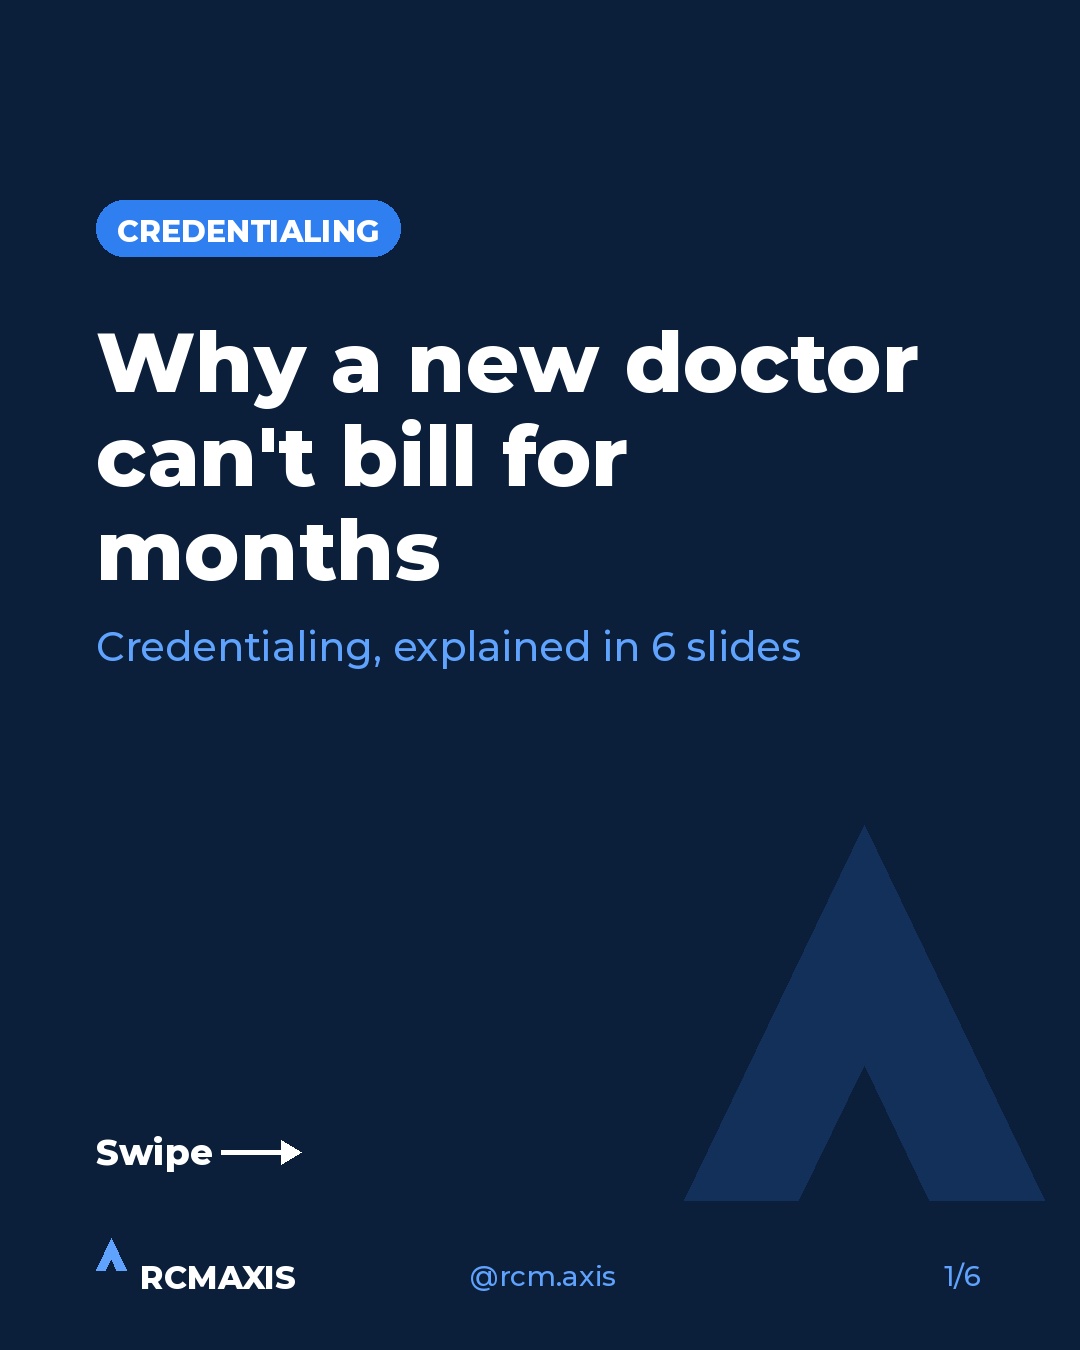 CREDENTIALING
Why a new doctor
can't bill for
months
Credentialing, explained in 6 slides
Swipe
RCMAXIS
@rcm.axis
1/6